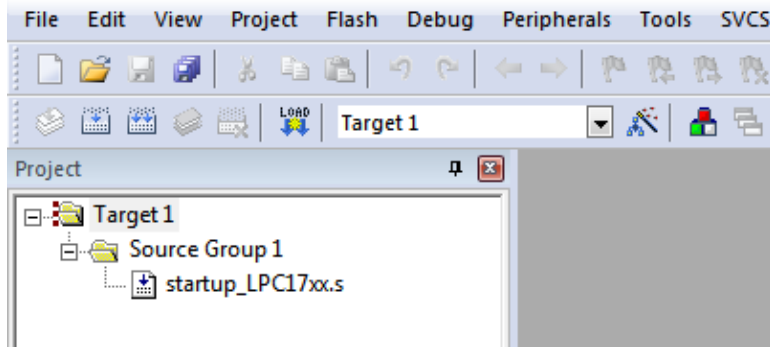 File Edit View Project Flash Debug Peripherals Tools SVCS
LOAD Target 1
Project
Target 1
Source Group 1
startup_LPC17xx.s